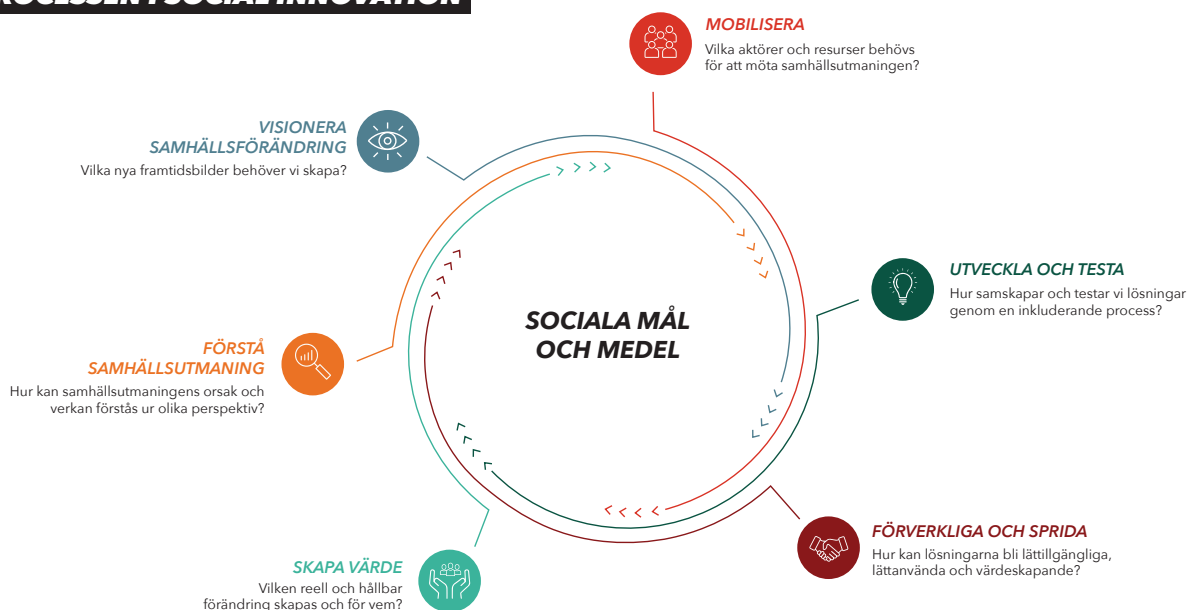 PROCESSEN I SOCIAL INNOVATION
MOBILISERA
Vilka aktörer och resurser behövs
för att möta samhällsutmaningen?
VISIONERA
SAMHÄLLSFÖRÄNDRING
Vilka nya framtidsbilder behöver vi skapa?
UTVECKLA OCH TESTA
Hur samskapar och testar vi lösningar
genom en inkluderande process?
SOCIALA MÅL
OCH MEDEL
FÖRSTÅ
SAMHÄLLSUTMANING
Hur kan samhällsutmaningens orsak och
verkan förstås ur olika perspektiv?
FÖRVERKLIGA OCH SPRIDA
Hur kan lösningarna bli lättillgängliga,
lättanvända och värdeskapande?
SKAPA VÄRDE
Vilken reell och hållbar
förändring skapas och för vem?